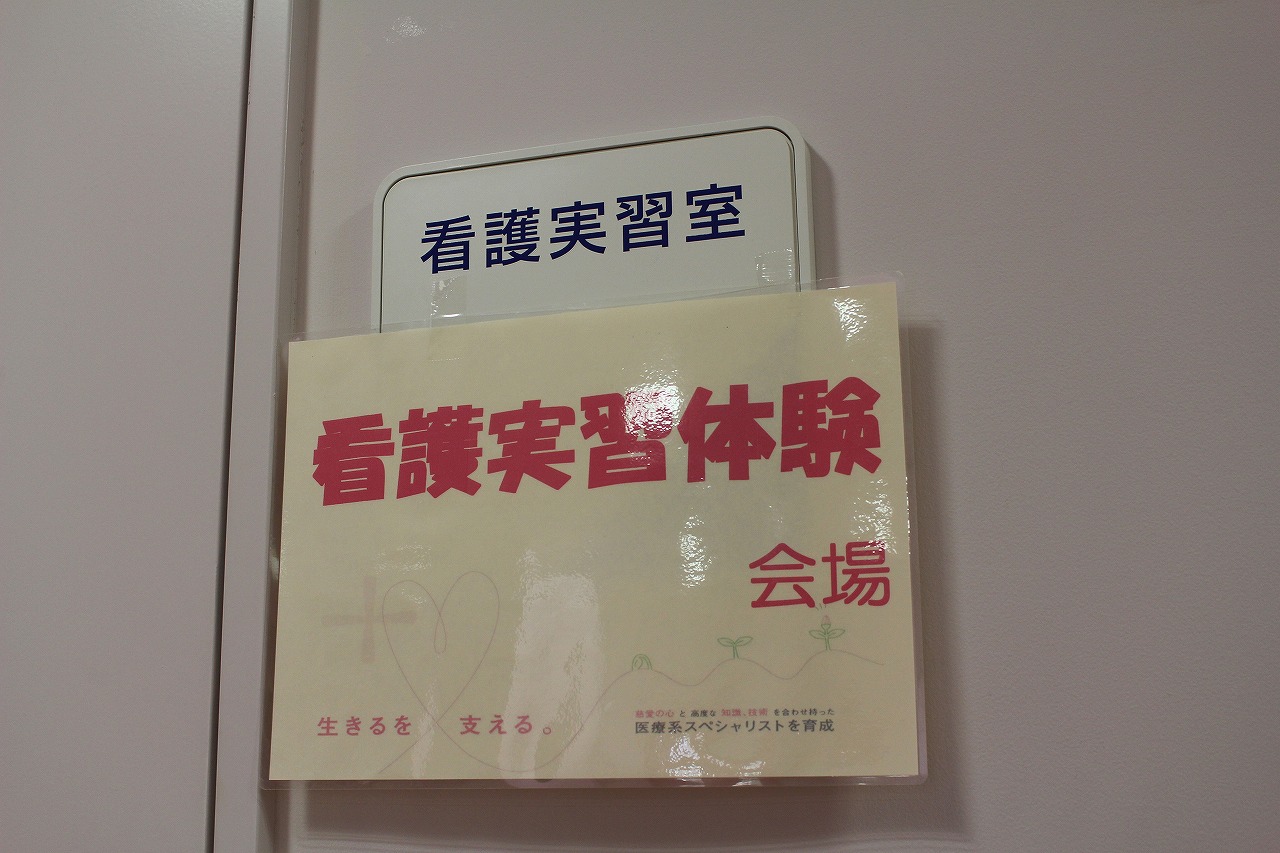 看護実習室
看護実習体験
会場
生きるを 支える。
慈愛の心 と 高度な 知識、技術 を合わせ持った
医療系スペシャリストを育成